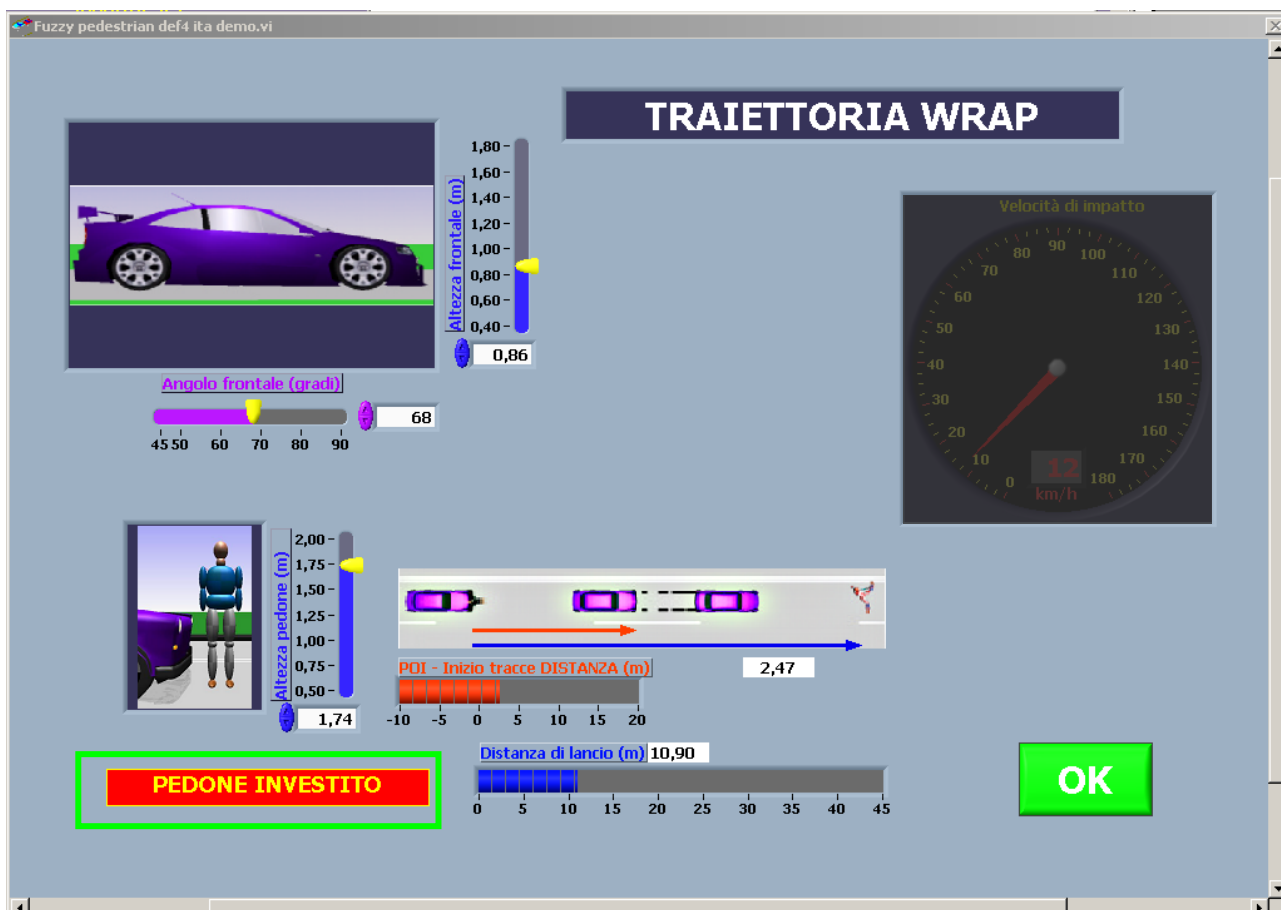 Fuzzy pedestrian def4 ita demo.vi
TRAIETTORIA WRAP
Altezza frontale (m)
1,80
1,60
1,40
1,20
1,00
0,80
0,60
0,40
0,86
Angolo frontale (gradi)
68
45 50 60 70 80 90
Velocità di impatto
0
10
20
30
40
50
60
70
80
90
100
110
120
130
140
150
160
170
180
12
km/h
Altezza pedone (m)
2,00
1,75
1,50
1,25
1,00
0,75
0,50
1,74
POI - Inizio tracce DISTANZA (m)
2,47
-10 -5 0 5 10 15 20
Distanza di lancio (m) 10,90
0 5 10 15 20 25 30 35 40 45
PEDONE INVESTITO
OK